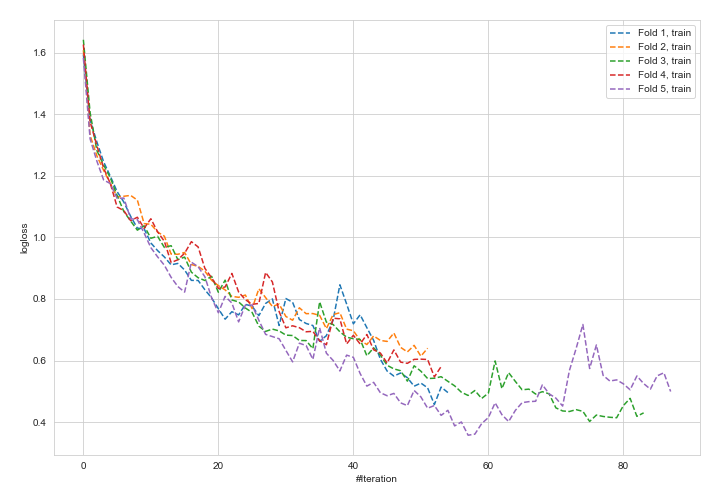 Fold 1, train
Fold 2, train
Fold 3, train
Fold 4, train
Fold 5, train
1.6
1.4
1.2
1.0
0.8
0.6
0.4
logloss
0 20 40 60 80
#Iteration